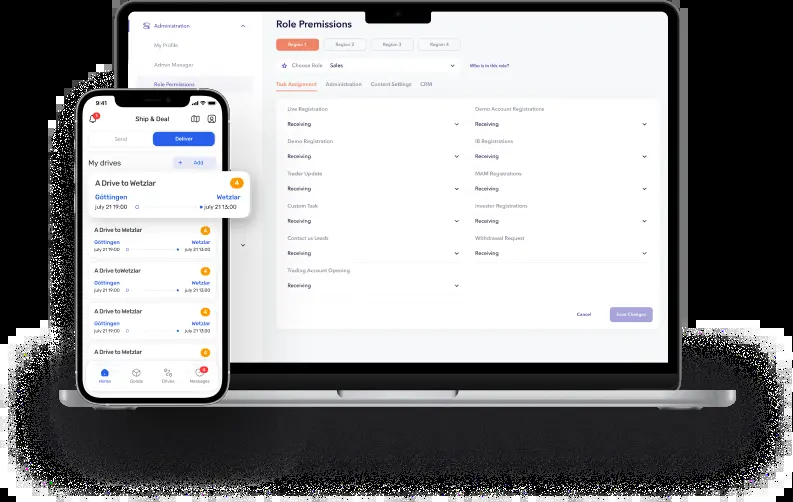 Administration
My Profile
Admin Manager
Role Permissions
Role Premissions
Region 1
Region 2
Region 3
Region 4
Choose Role Sales
Who is in this role?
Task Assignment Administration Content Settings CRM
Live Registration
Receiving
Demo Registration
Receiving
Trader Update
Receiving
Custom Task
Receiving
Contact us Leads
Receiving
Trading Account Opening
Receiving
Demo Account Registrations
Receiving
IB Registrations
Receiving
MAM Registrations
Receiving
Investor Registrations
Receiving
Withdrawal Request
Receiving
Cancel
Save Changes
9:41
Ship & Deal
Send
Deliver
My drives
+ Add
A Drive to Wetzlar 4
Göttingen Wetzlar
july 21 19:00 july 21 13:00
A Drive to Wetzlar 4
Göttingen Wetzlar
july 21 19:00 july 21 13:00
A Drive toWetzlar 4
Göttingen Wetzlar
july 21 19:00 july 21 13:00
A Drive to Wetzlar 4
Göttingen Wetzlar
july 21 19:00 july 21 13:00
A Drive to Wetzlar 4
Home Goods Drives Messages